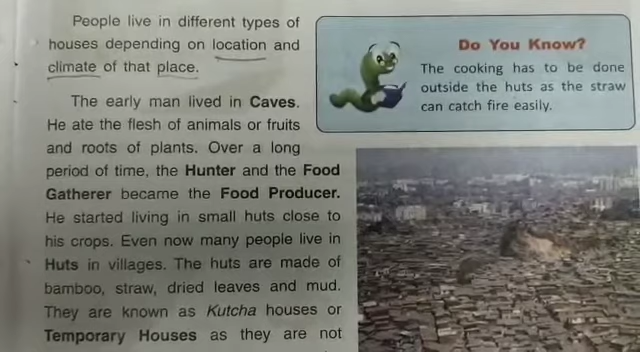 People live in different types of
houses depending on location and
climate of that place.
The early man lived in Caves.
He ate the flesh of animals or fruits
and roots of plants. Over a long
period of time, the Hunter and the Food
Gatherer became the Food Producer.
He started living in small huts close to
his crops. Even now many people live in
Huts in villages. The huts are made of
bamboo, straw, dried leaves and mud.
They are known as Kutcha houses or
Temporary Houses as they are not
Do You Know?
The cooking has to be done
outside the huts as the straw
can catch fire easily.